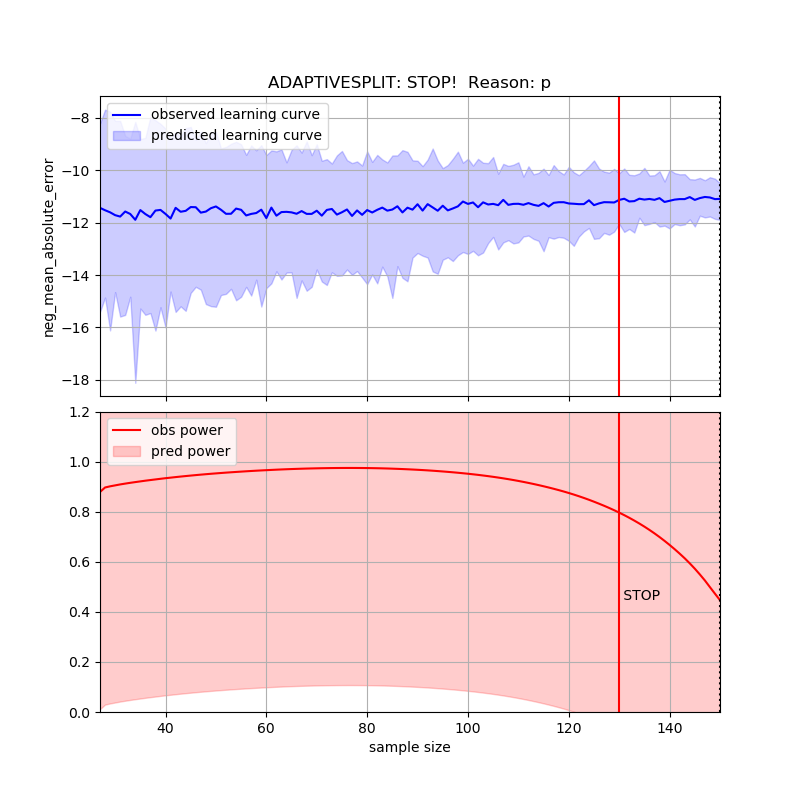 ADAPTIVESPLIT: STOP!  Reason: p
observed learning curve
predicted learning curve
neg_mean_absolute_error
−8
−10
−12
−14
−16
−18
obs power
pred power
1.2
1.0
0.8
0.6
0.4
0.2
0.0
STOP
40 60 80 100 120 140
sample size